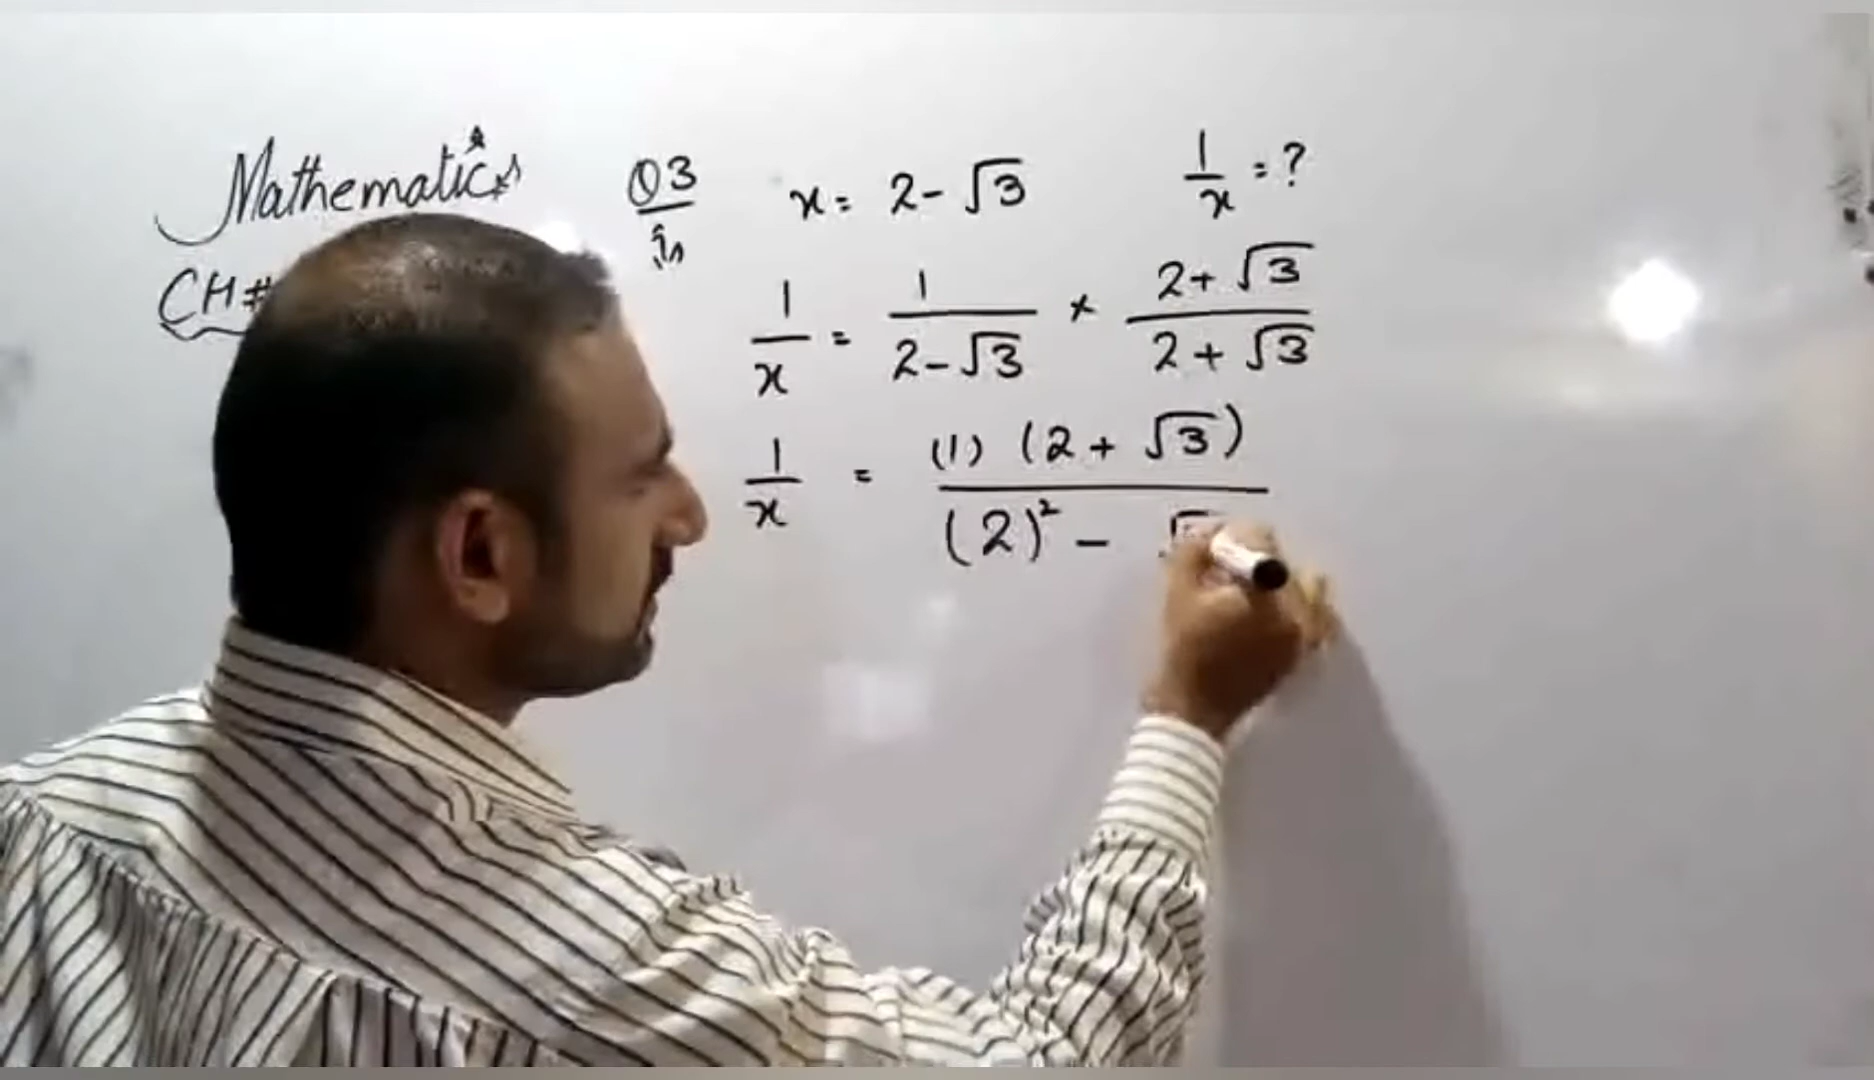 Mathematics
CH#
Q3
x = 2 - √3
1/x = ?
1/x = 1/(2 - √3) × (2 + √3)/(2 + √3)
1/x = (1) (2 + √3)/(2)² - √